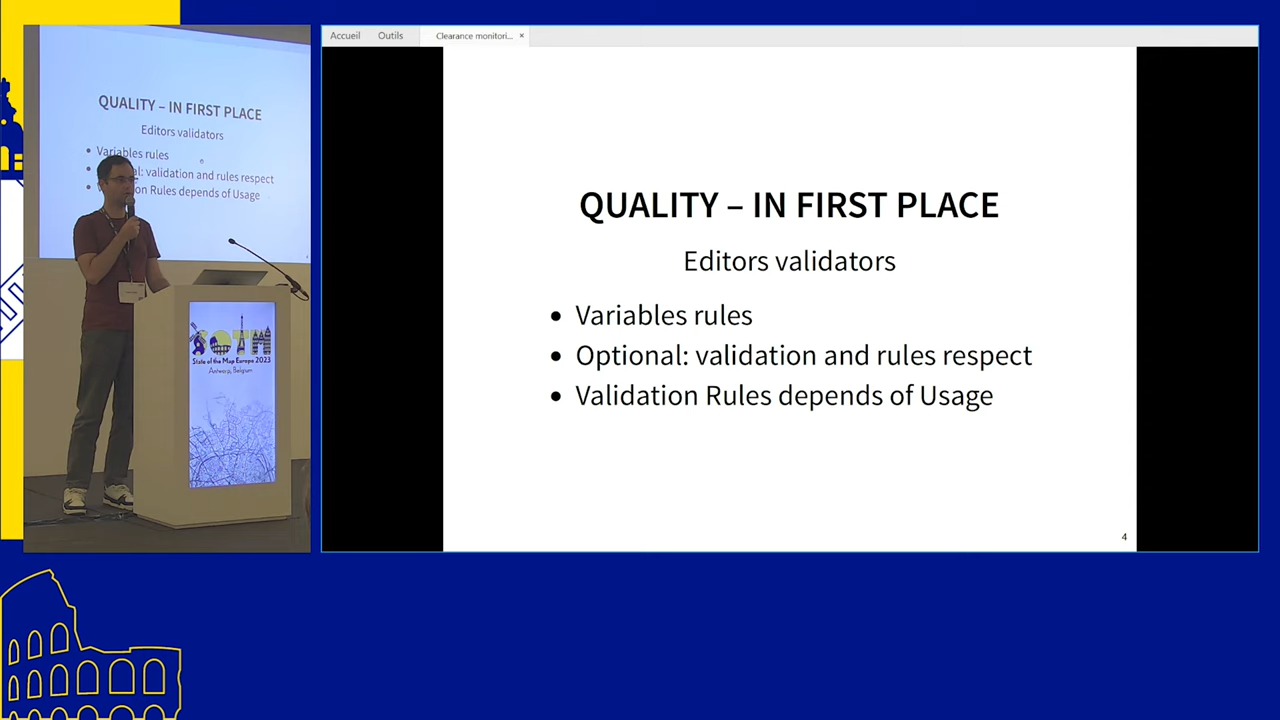 QUALITY – IN FIRST PLACE
Editors validators
Variables rules
al: validation and rules respect
on Rules depends of Usage
SOTM
State of the Map Europe 2023
Antwerp, Belgium
Accueil Outils Clearance monitori... ×
QUALITY – IN FIRST PLACE
Editors validators
• Variables rules
• Optional: validation and rules respect
• Validation Rules depends of Usage
4